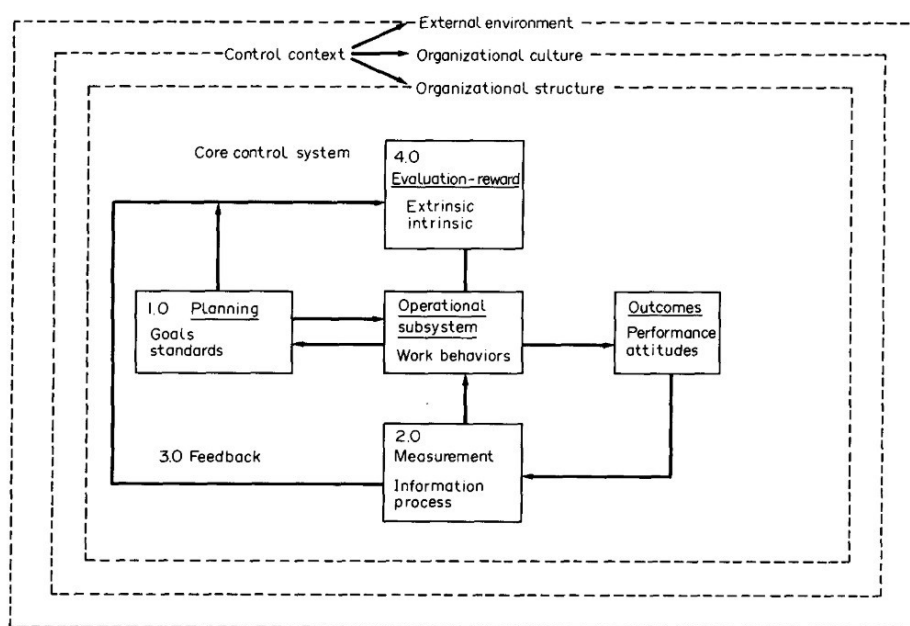 External environment
Control context
Organizational culture
Organizational structure
Core control system
4.0
Evaluation-reward
Extrinsic
intrinsic
1.0 Planning
Goals
standards
Operational
subsystem
Work behaviors
Outcomes
Performance
attitudes
3.0 Feedback
2.0
Measurement
Information
process